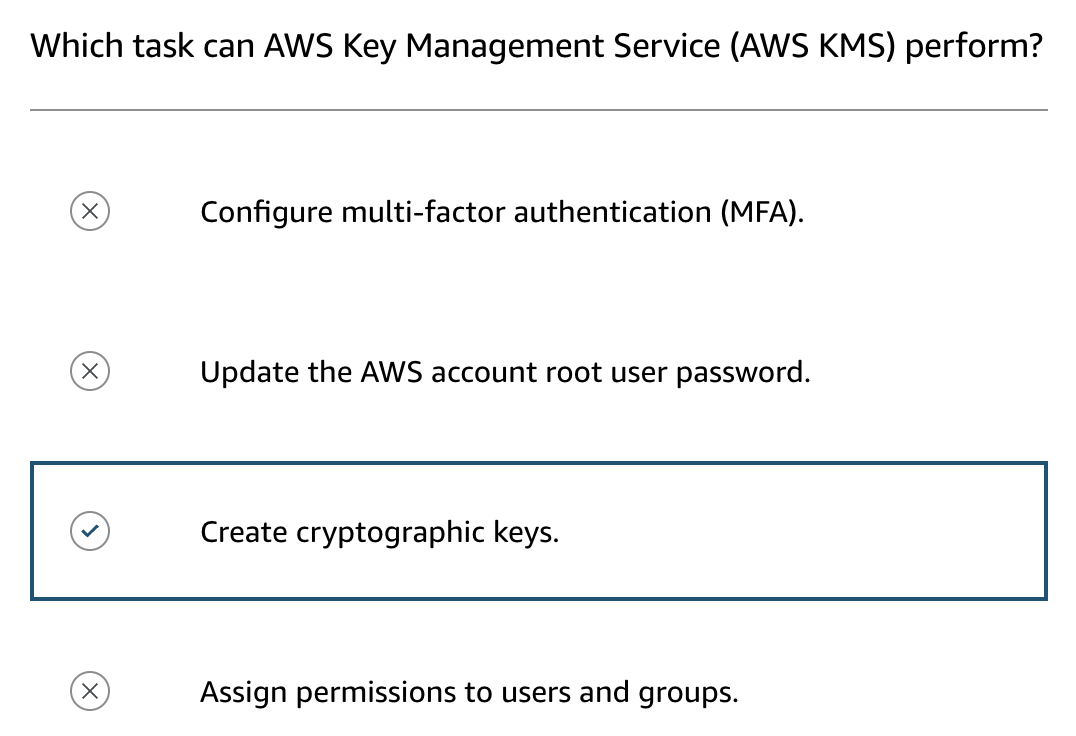 Which task can AWS Key Management Service (AWS KMS) perform?
Configure multi-factor authentication (MFA).
Update the AWS account root user password.
Create cryptographic keys.
Assign permissions to users and groups.